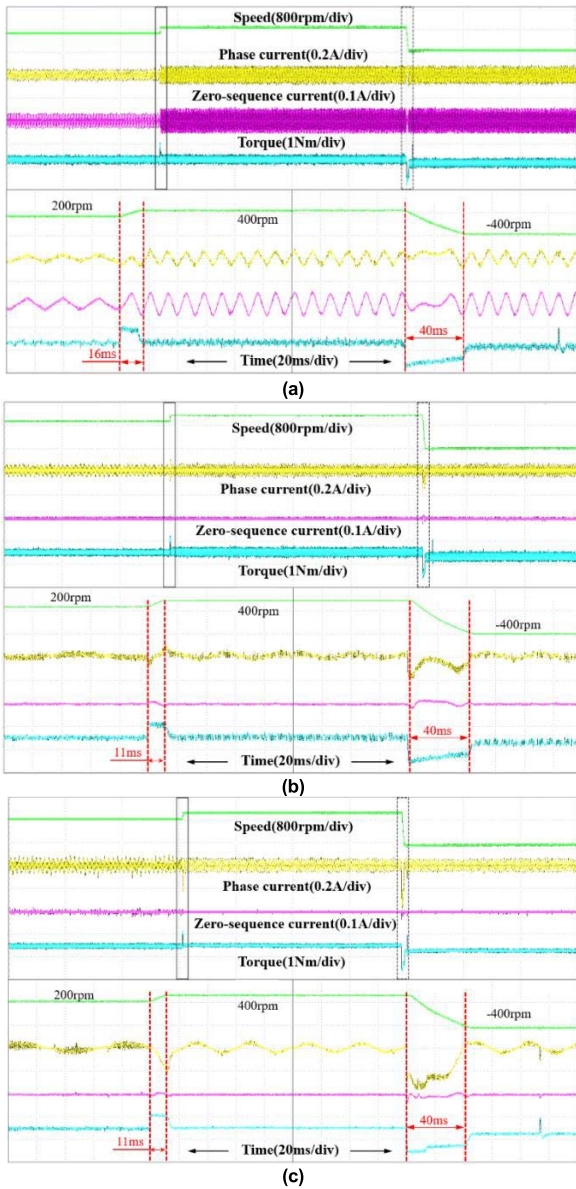 Speed(800rpm/div)
Phase current(0.2A/div)
Zero-sequence current(0.1A/div)
Torque(1Nm/div)
200rpm
400rpm
-400rpm
40ms
16ms
Time(20ms/div)
(a)
Speed(800rpm/div)
Phase current(0.2A/div)
Zero-sequence current(0.1A/div)
Torque(1Nm/div)
200rpm
400rpm
-400rpm
40ms
11ms
Time(20ms/div)
(b)
Speed(800rpm/div)
Phase current(0.2A/div)
Zero-sequence current(0.1A/div)
Torque(1Nm/div)
200rpm
400rpm
-400rpm
40ms
11ms
Time(20ms/div)
(c)